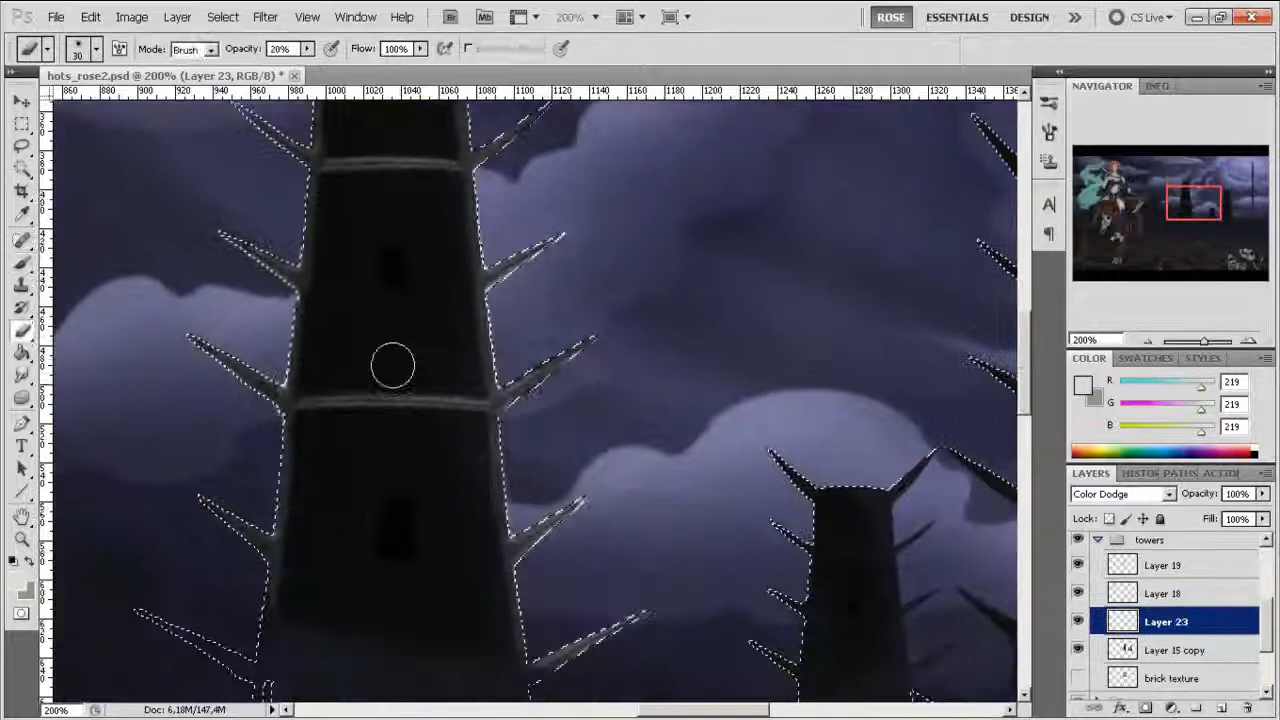 Ps File Edit Image Layer Select Filter View Window Help Br Mb 200% ROSE ESSENTIALS DESIGN CS Live
30 Mode: Brush Opacity: 20% Flow: 100%
hots_rose2.psd @ 200% (Layer 23, RGB/8) *
860 880 900 920 940 960 980 1000 1020 1040 1060 1080 1100 1120 1220 1240 1260 1280 1300 1320 1340
NAVIGATOR INFO
200%
COLOR SWATCHES STYLES
R 219
G 219
B 219
LAYERS HISTOR PATHS ACTION
Color Dodge Opacity: 100%
Lock: Fill: 100%
towers
Layer 19
Layer 18
Layer 23
Layer 15 copy
brick texture
200% Doc: 6,18M/147,4M